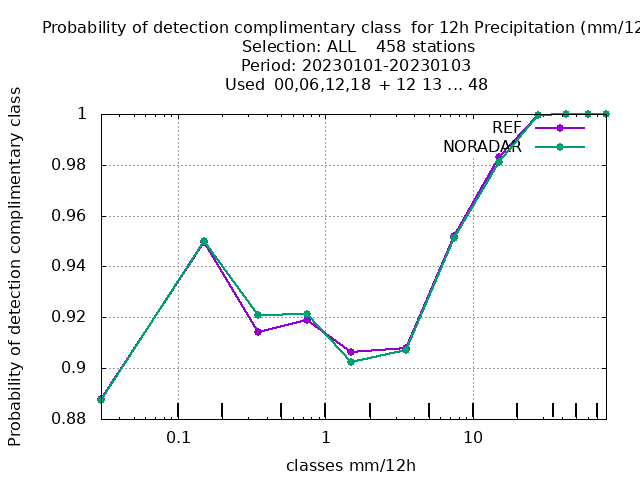 Probability of detection complimentary class for 12h Precipitation (mm/12
Selection: ALL 458 stations
Period: 20230101-20230103
Used 00,06,12,18 + 12 13 ... 48
Probability of detection complimentary class
1
0.98
0.96
0.94
0.92
0.9
0.88
REF
NORADAR
0.1
1
10
classes mm/12h